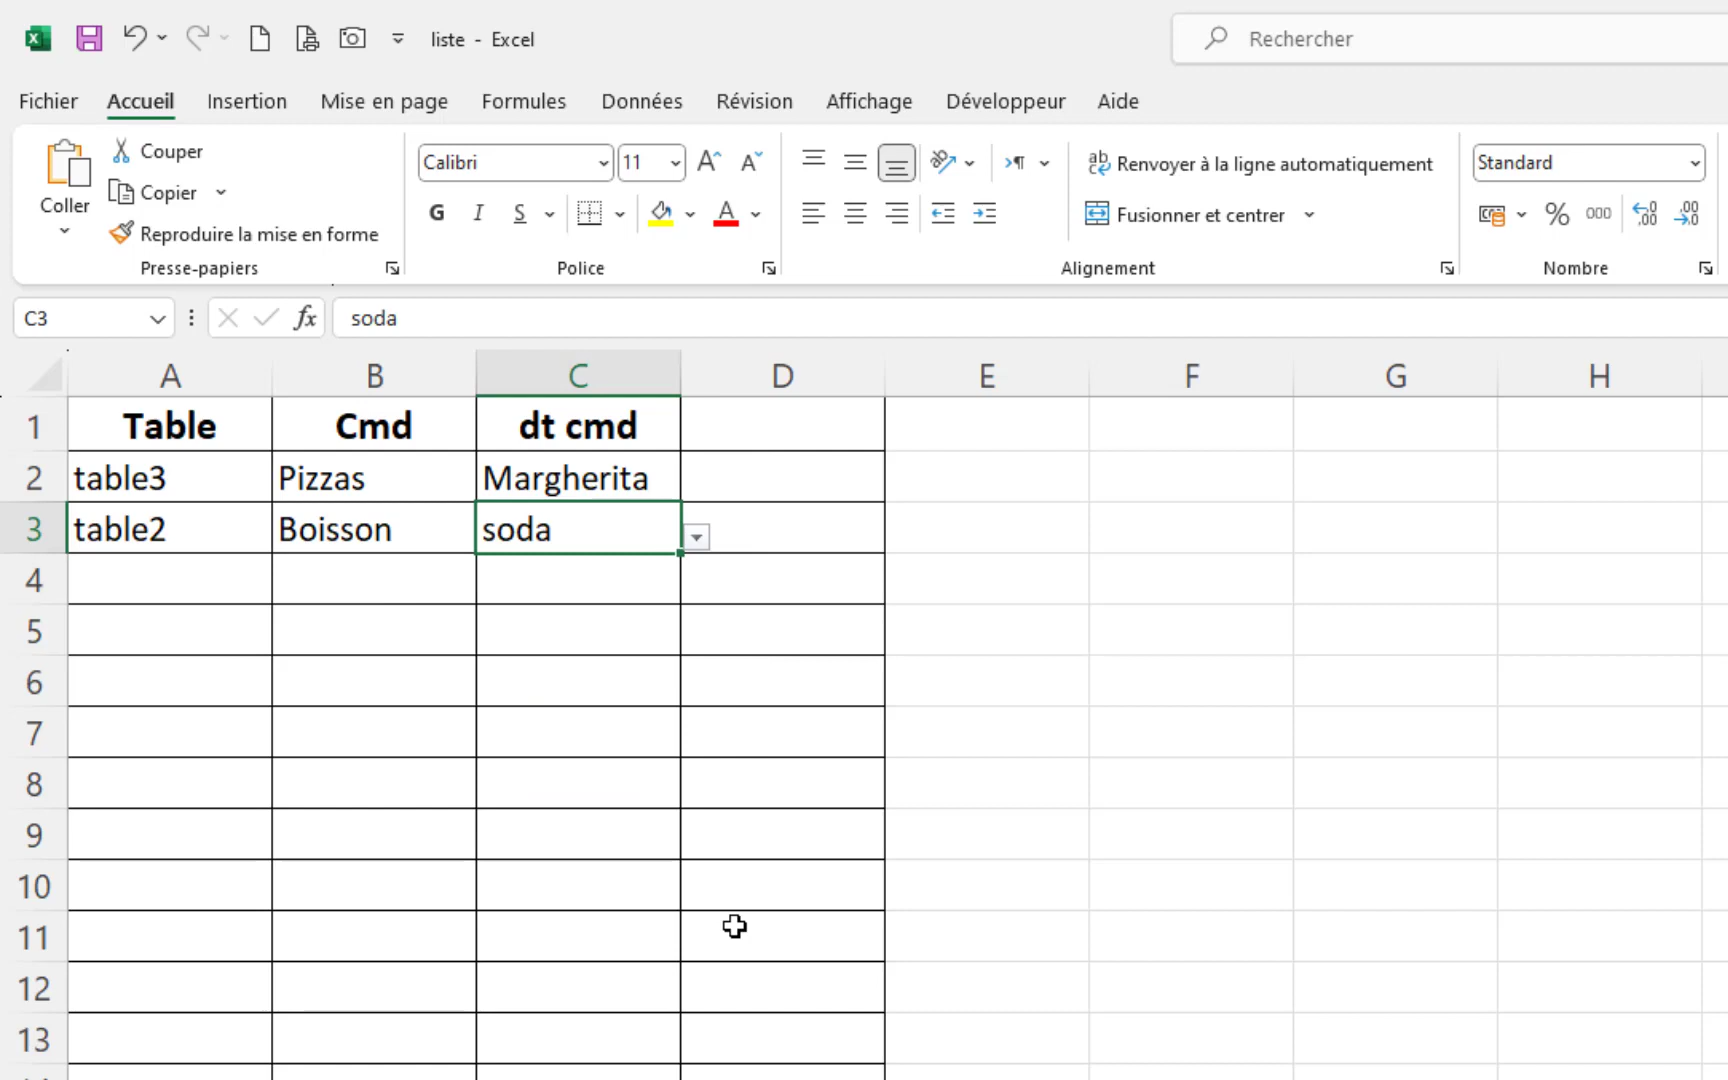 liste - Excel
Rechercher
Fichier Accueil Insertion Mise en page Formules Données Révision Affichage Développeur Aide
Coller
Couper
Copier
Reproduire la mise en forme
Presse-papiers
Calibri 11
G I S
Police
Renvoyer à la ligne automatiquement
Fusionner et centrer
Alignement
Standard
% 000
Nombre
C3 fx soda
A B C D E F G H
1 Table Cmd dt cmd
2 table3 Pizzas Margherita
3 table2 Boisson soda
4
5
6
7
8
9
10
11
12
13